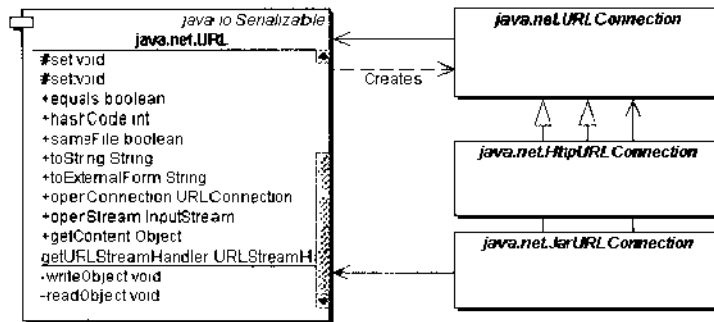 java.io Serializable
java.net.URL
#set void
#set void
+equals boolean
+hashCode int
+sameFile boolean
+toString String
+toExternalForm String
+operConnection URLConnection
+operStream InputStream
+getContent Object
getURLStreamHandler URLStreamH
-writeObject void
-readObject void
Creates
java.net.URLConnection
java.net.HttpURLConnection
java.net.JarURLConnection